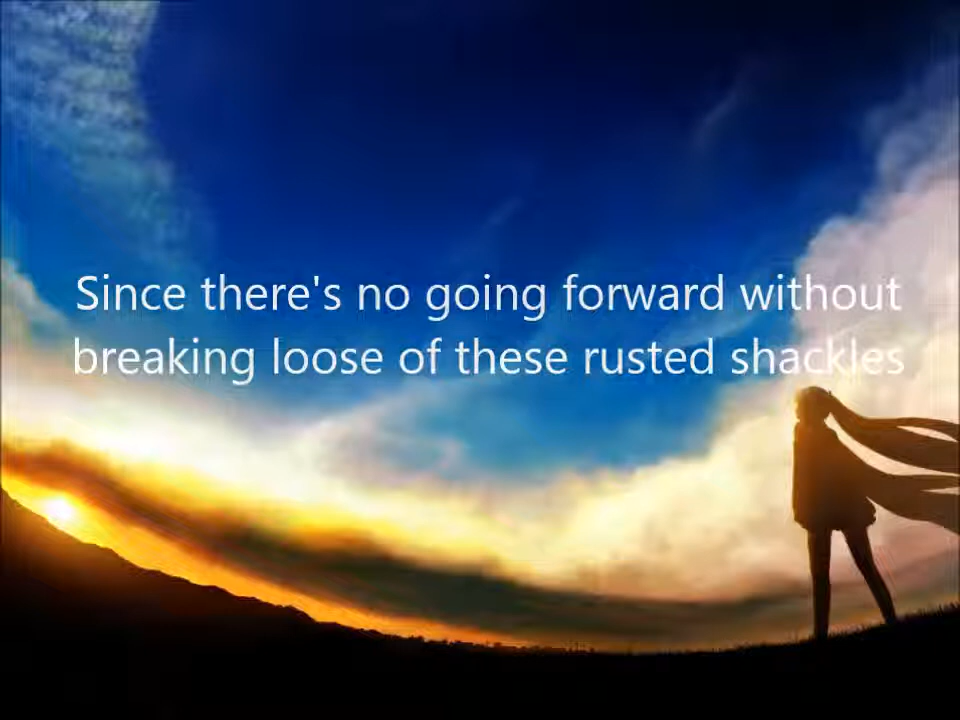 Since there's no going forward without
breaking loose of these rusted shackles